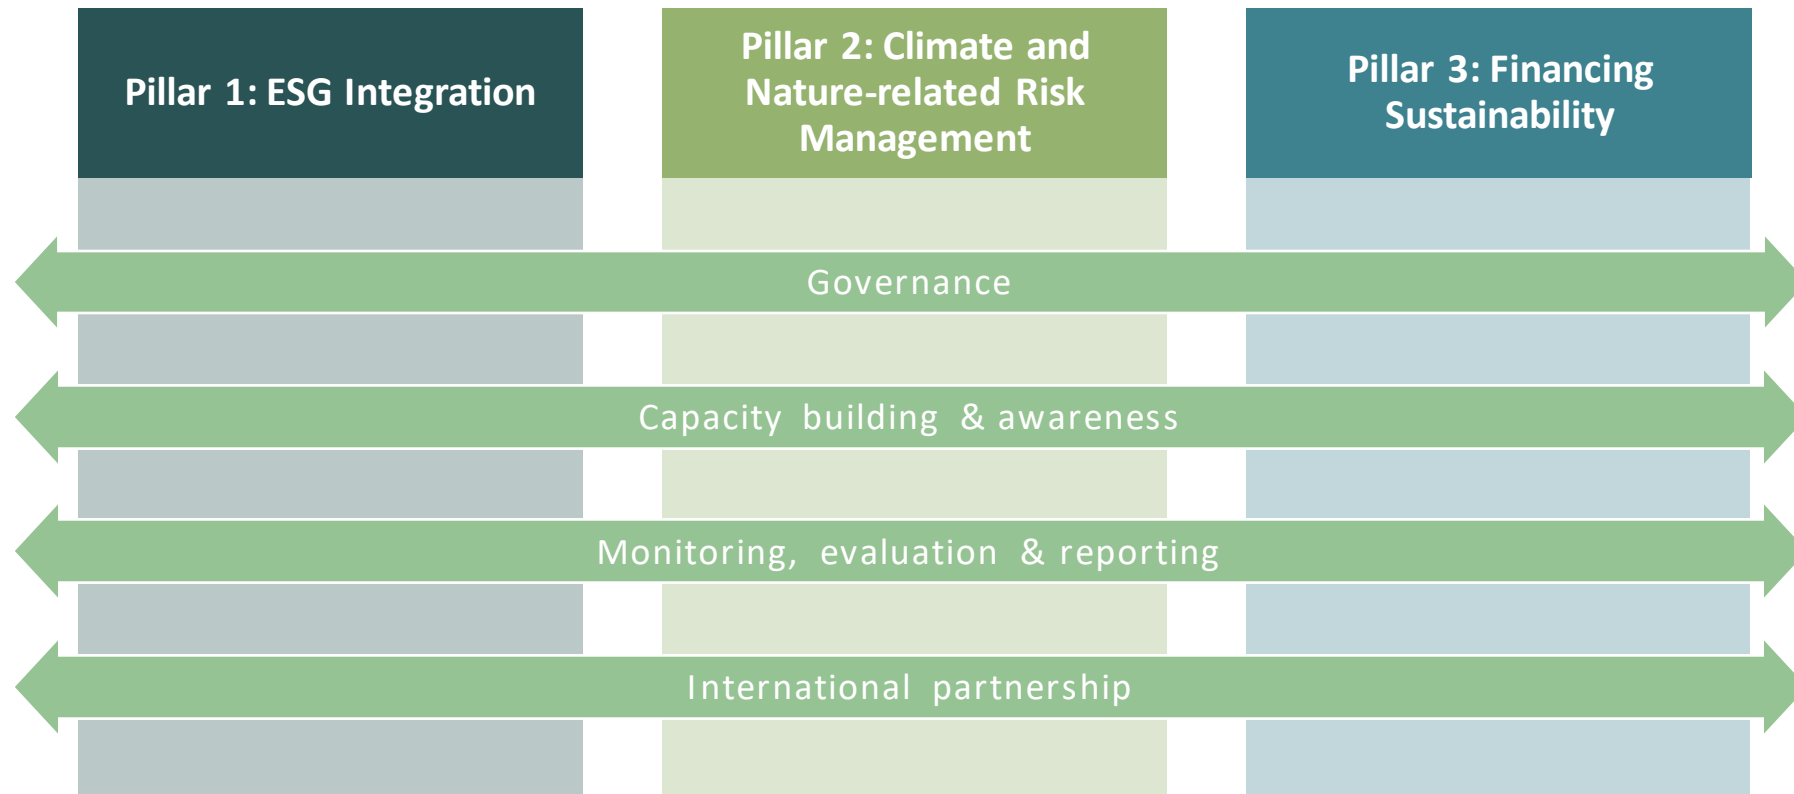 Pillar 1: ESG Integration
Pillar 2: Climate and
Nature-related Risk
Management
Pillar 3: Financing
Sustainability
Governance
Capacity building & awareness
Monitoring, evaluation & reporting
International partnership